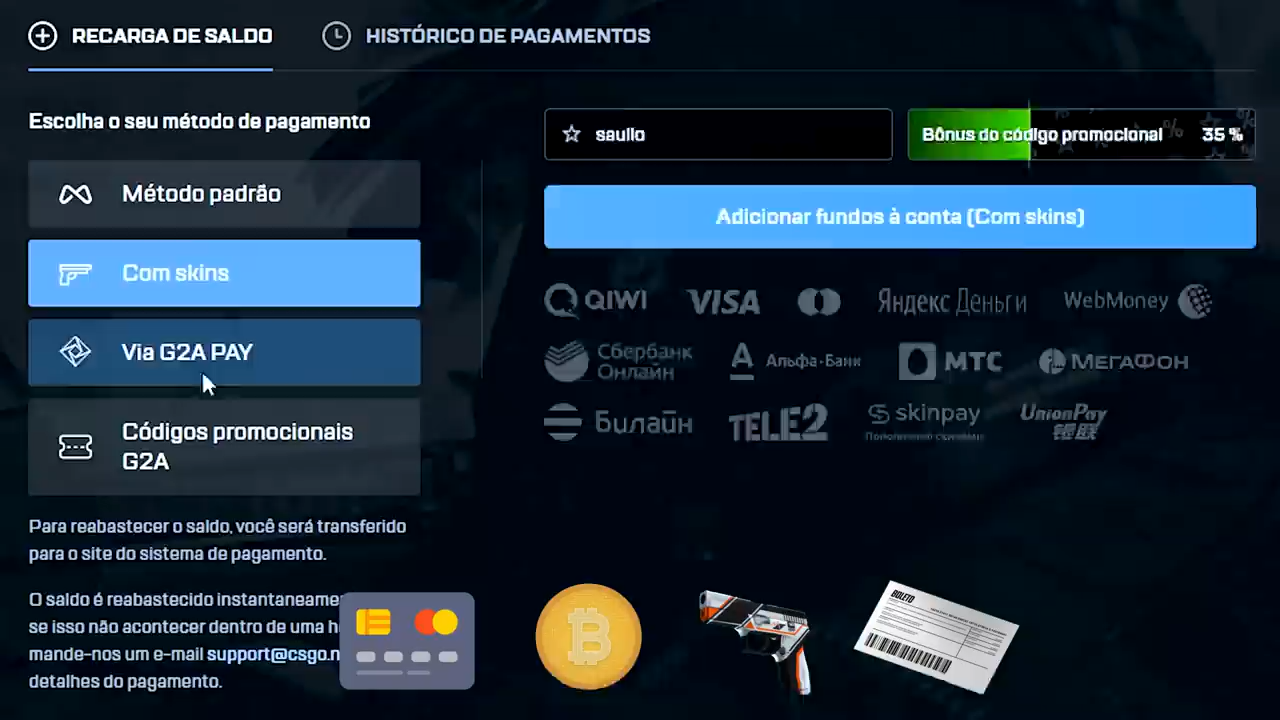 RECARGA DE SALDO
HISTÓRICO DE PAGAMENTOS
Escolha o seu método de pagamento
Método padrão
Com skins
Via G2A PAY
Códigos promocionais
G2A
Para reabastecer o saldo, você será transferido
para o site do sistema de pagamento.
O saldo é reabastecido instantaneame
se isso não acontecer dentro de uma h
mande-nos um e-mail support@csgo.n
detalhes do pagamento.
saullo
Bônus do código promocional 35 %
Adicionar fundos à conta (Com skins)
QIWI VISA Яндекс Деньги WebMoney
Сбербанк
Онлайн
Альфа·Банк МТС МЕГАФОН
Билайн TELE2 skinpay UnionPay
银联
BOLETO